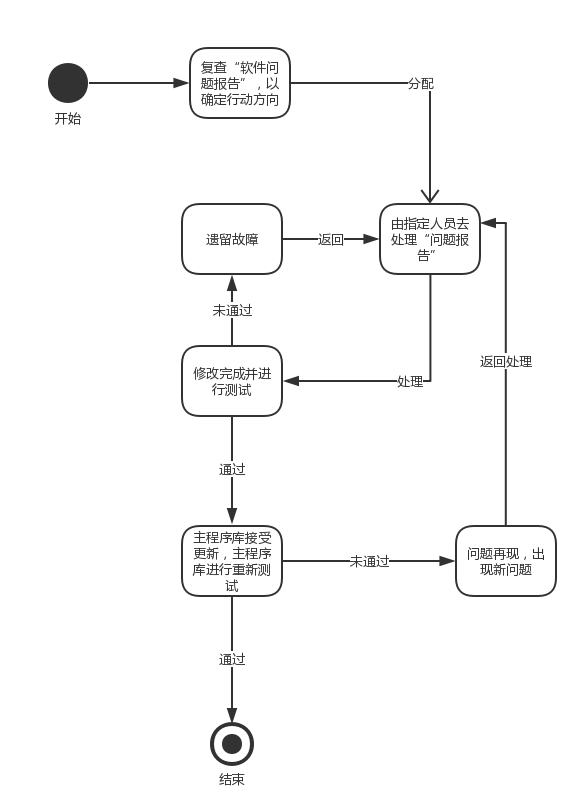 复查“软件问
题报告”，以
确定行动方向
开始
分配
由指定人员去
处理“问题报
告”
遗留故障
返回
未通过
返回处理
修改完成并进
行测试
处理
通过
主程序库接受
更新，主程序
库进行重新测
试
未通过
问题再现，出
现新问题
通过
结束